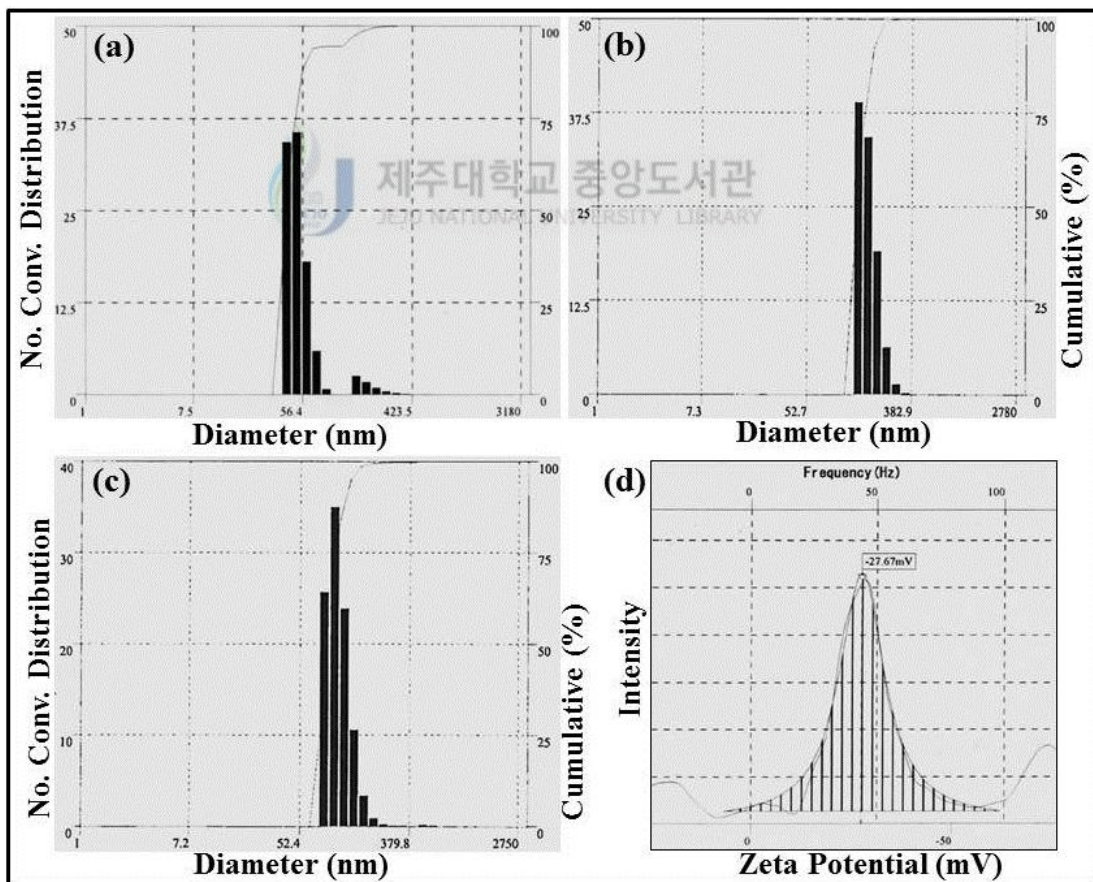 (a)
No. Conv. Distribution
50
37.5
25
12.5
0
100
75
50
25
0
1 7.5 56.4 423.5 3180
Diameter (nm)
(b)
50
37.5
25
12.5
0
100
75
50
25
0
Cumulative (%)
1 7.3 52.7 382.9 2780
Diameter (nm)
제주대학교 중앙도서관
JEJU NATIONAL UNIVERSITY LIBRARY
(c)
No. Conv. Distribution
40
30
20
10
0
100
75
50
25
0
Cumulative (%)
1 7.2 52.4 379.8 2750
Diameter (nm)
(d)
Frequency(Hz)
0 50 100
-27.67mV
Intensity
0 -50
Zeta Potential (mV)